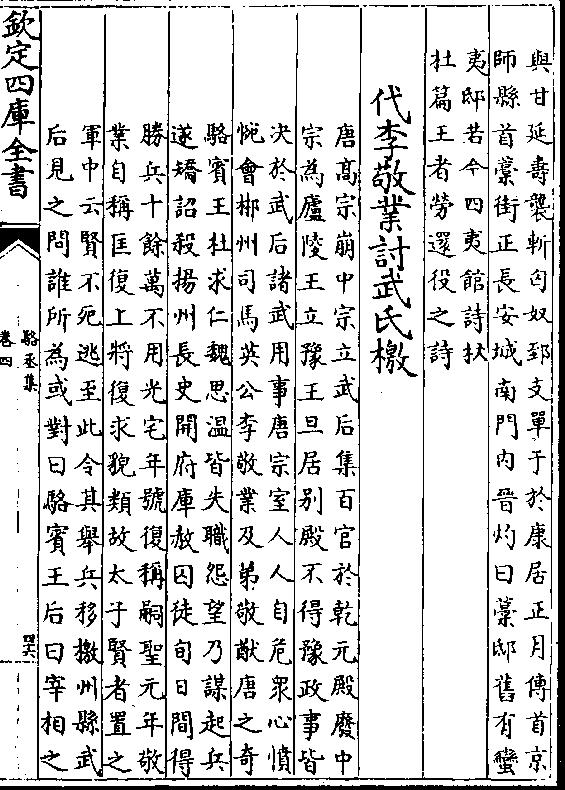 與甘延壽襲斬匈奴郅支單于於康居正月傳首京
師縣首藁街正長安城南門内晉灼曰藁邸舊有蠻
夷邸若今四夷館詩杕
杜篇王者勞還役之詩
代李敬業討武氏檄
唐高宗崩中宗立武后集百官於乾元殿廢中
宗為廬陵王立豫王旦居别殿不得豫政事皆
决於武后諸武用事唐宗室人人自危衆心憤
惋會郴州司馬英公李敬業及弟敬猷唐之奇
駱賓王杜求仁魏思温皆失職怨望乃謀起兵
遂矯詔殺揚州長史開府庫赦囚徒旬日間得
勝兵十餘萬不用光宅年號復稱嗣聖元年敬
業自稱匡復上將復求貌類故太子賢者置之
軍中云賢不死逃至此令其舉兵移檄州縣武
后見之問誰所為或對曰駱賓王后曰宰相之
欽定四庫全書
駱丞集
卷四